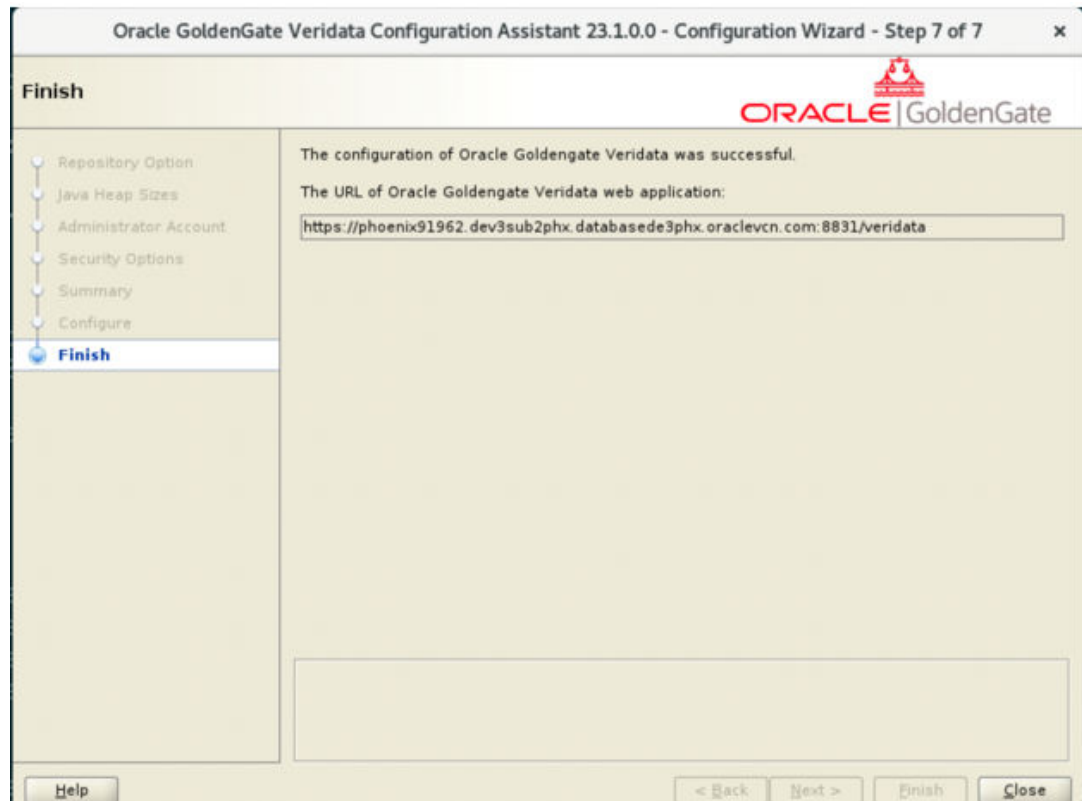 Oracle GoldenGate Veridata Configuration Assistant 23.1.0.0 - Configuration Wizard - Step 7 of 7
Finish
ORACLE | GoldenGate
Repository Option
Java Heap Sizes
Administrator Account
Security Options
Summary
Configure
Finish
The configuration of Oracle Goldengate Veridata was successful.
The URL of Oracle Goldengate Veridata web application:
https://phoenix91962.dev3sub2phx.databasede3phx.oraclevcn.com:8831/veridata
Help
< Back
Next >
Finish
Close